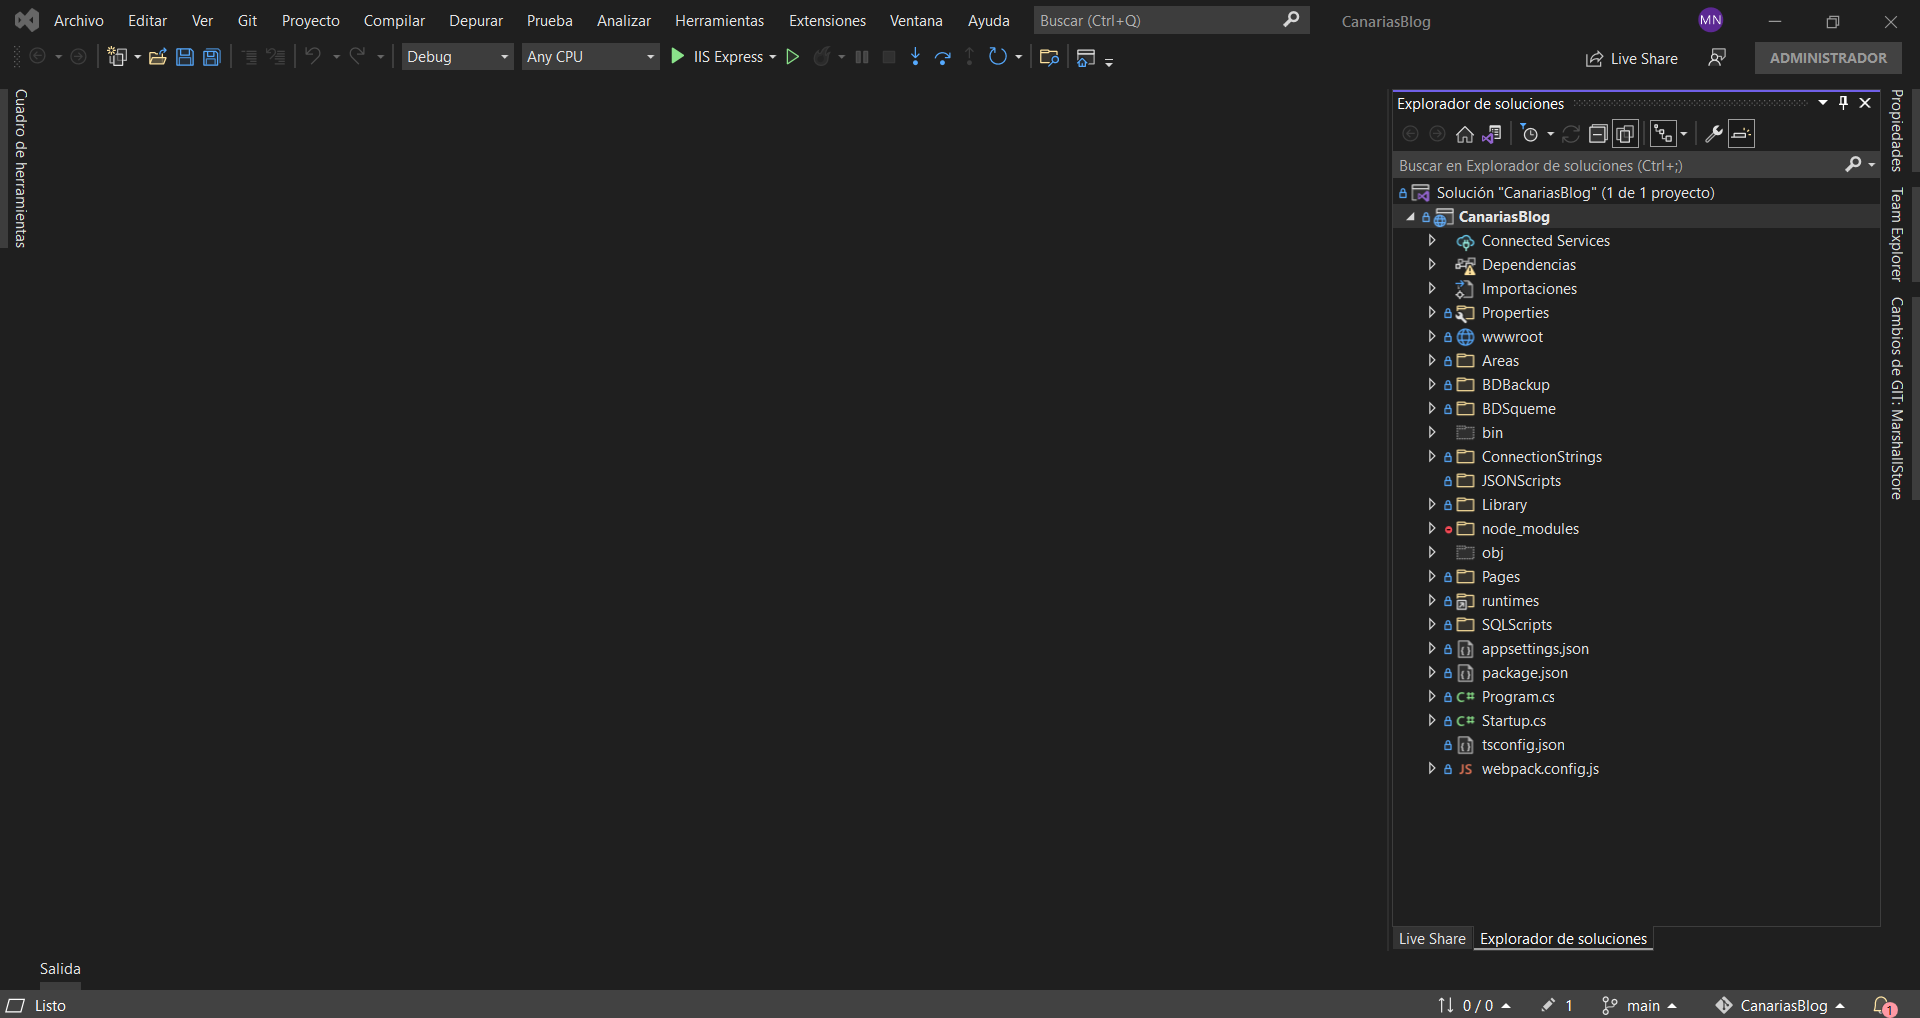 Archivo Editar Ver Git Proyecto Compilar Depurar Prueba Analizar Herramientas Extensiones Ventana Ayuda Buscar (Ctrl+Q) CanariasBlog MN
Debug Any CPU IIS Express Live Share ADMINISTRADOR
Cuadro de herramientas
Explorador de soluciones
Buscar en Explorador de soluciones (Ctrl+;)
Solución "CanariasBlog" (1 de 1 proyecto)
CanariasBlog
Connected Services
Dependencias
Importaciones
Properties
wwwroot
Areas
BDBackup
BDSqueme
bin
ConnectionStrings
JSONScripts
Library
node_modules
obj
Pages
runtimes
SQLScripts
appsettings.json
package.json
C# Program.cs
C# Startup.cs
tsconfig.json
JS webpack.config.js
Live Share Explorador de soluciones
Propiedades
Team Explorer
Cambios de GIT: MarshallStore
Salida
Listo 0 / 0 1 main CanariasBlog 1